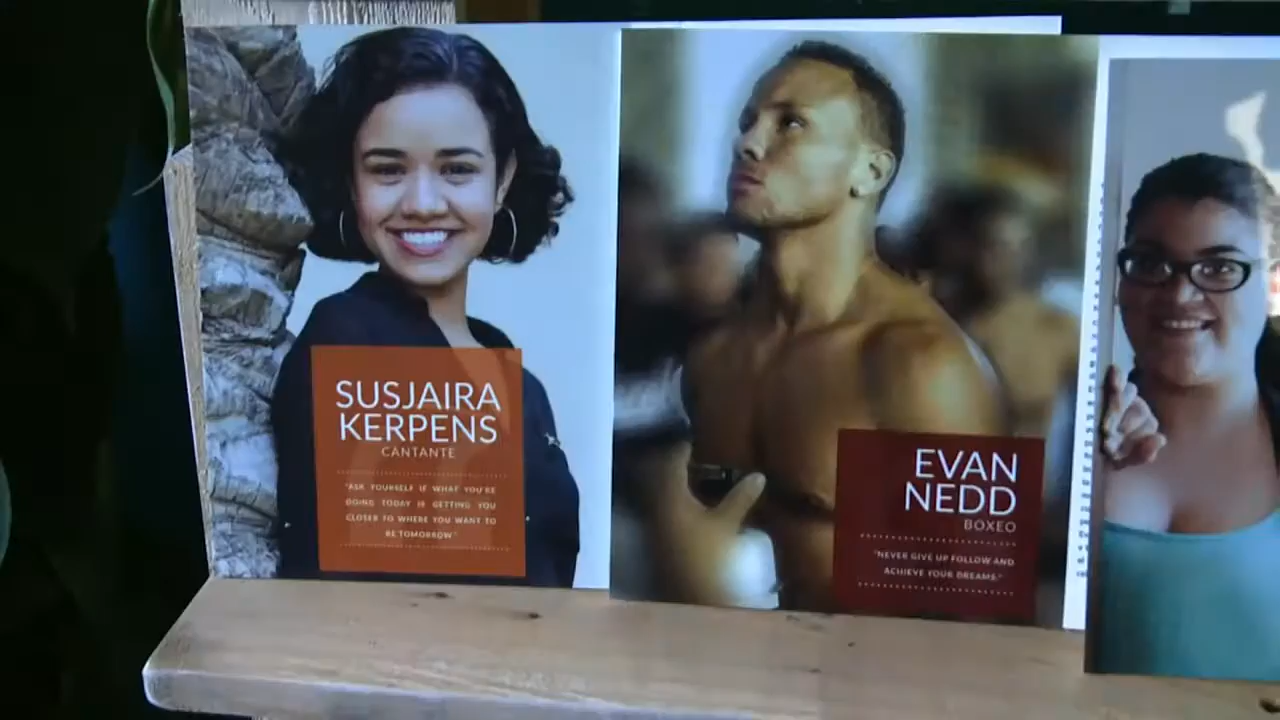 SUSJAIRA
KERPENS
CANTANTE
"ASK YOURSELF IF WHAT YOU'RE
DOING TODAY IS GETTING YOU
CLOSER TO WHERE YOU WANT TO
BE TOMORROW"
EVAN
NEDD
BOXEO
"NEVER GIVE UP FOLLOW AND
ACHIEVE YOUR DREAMS."